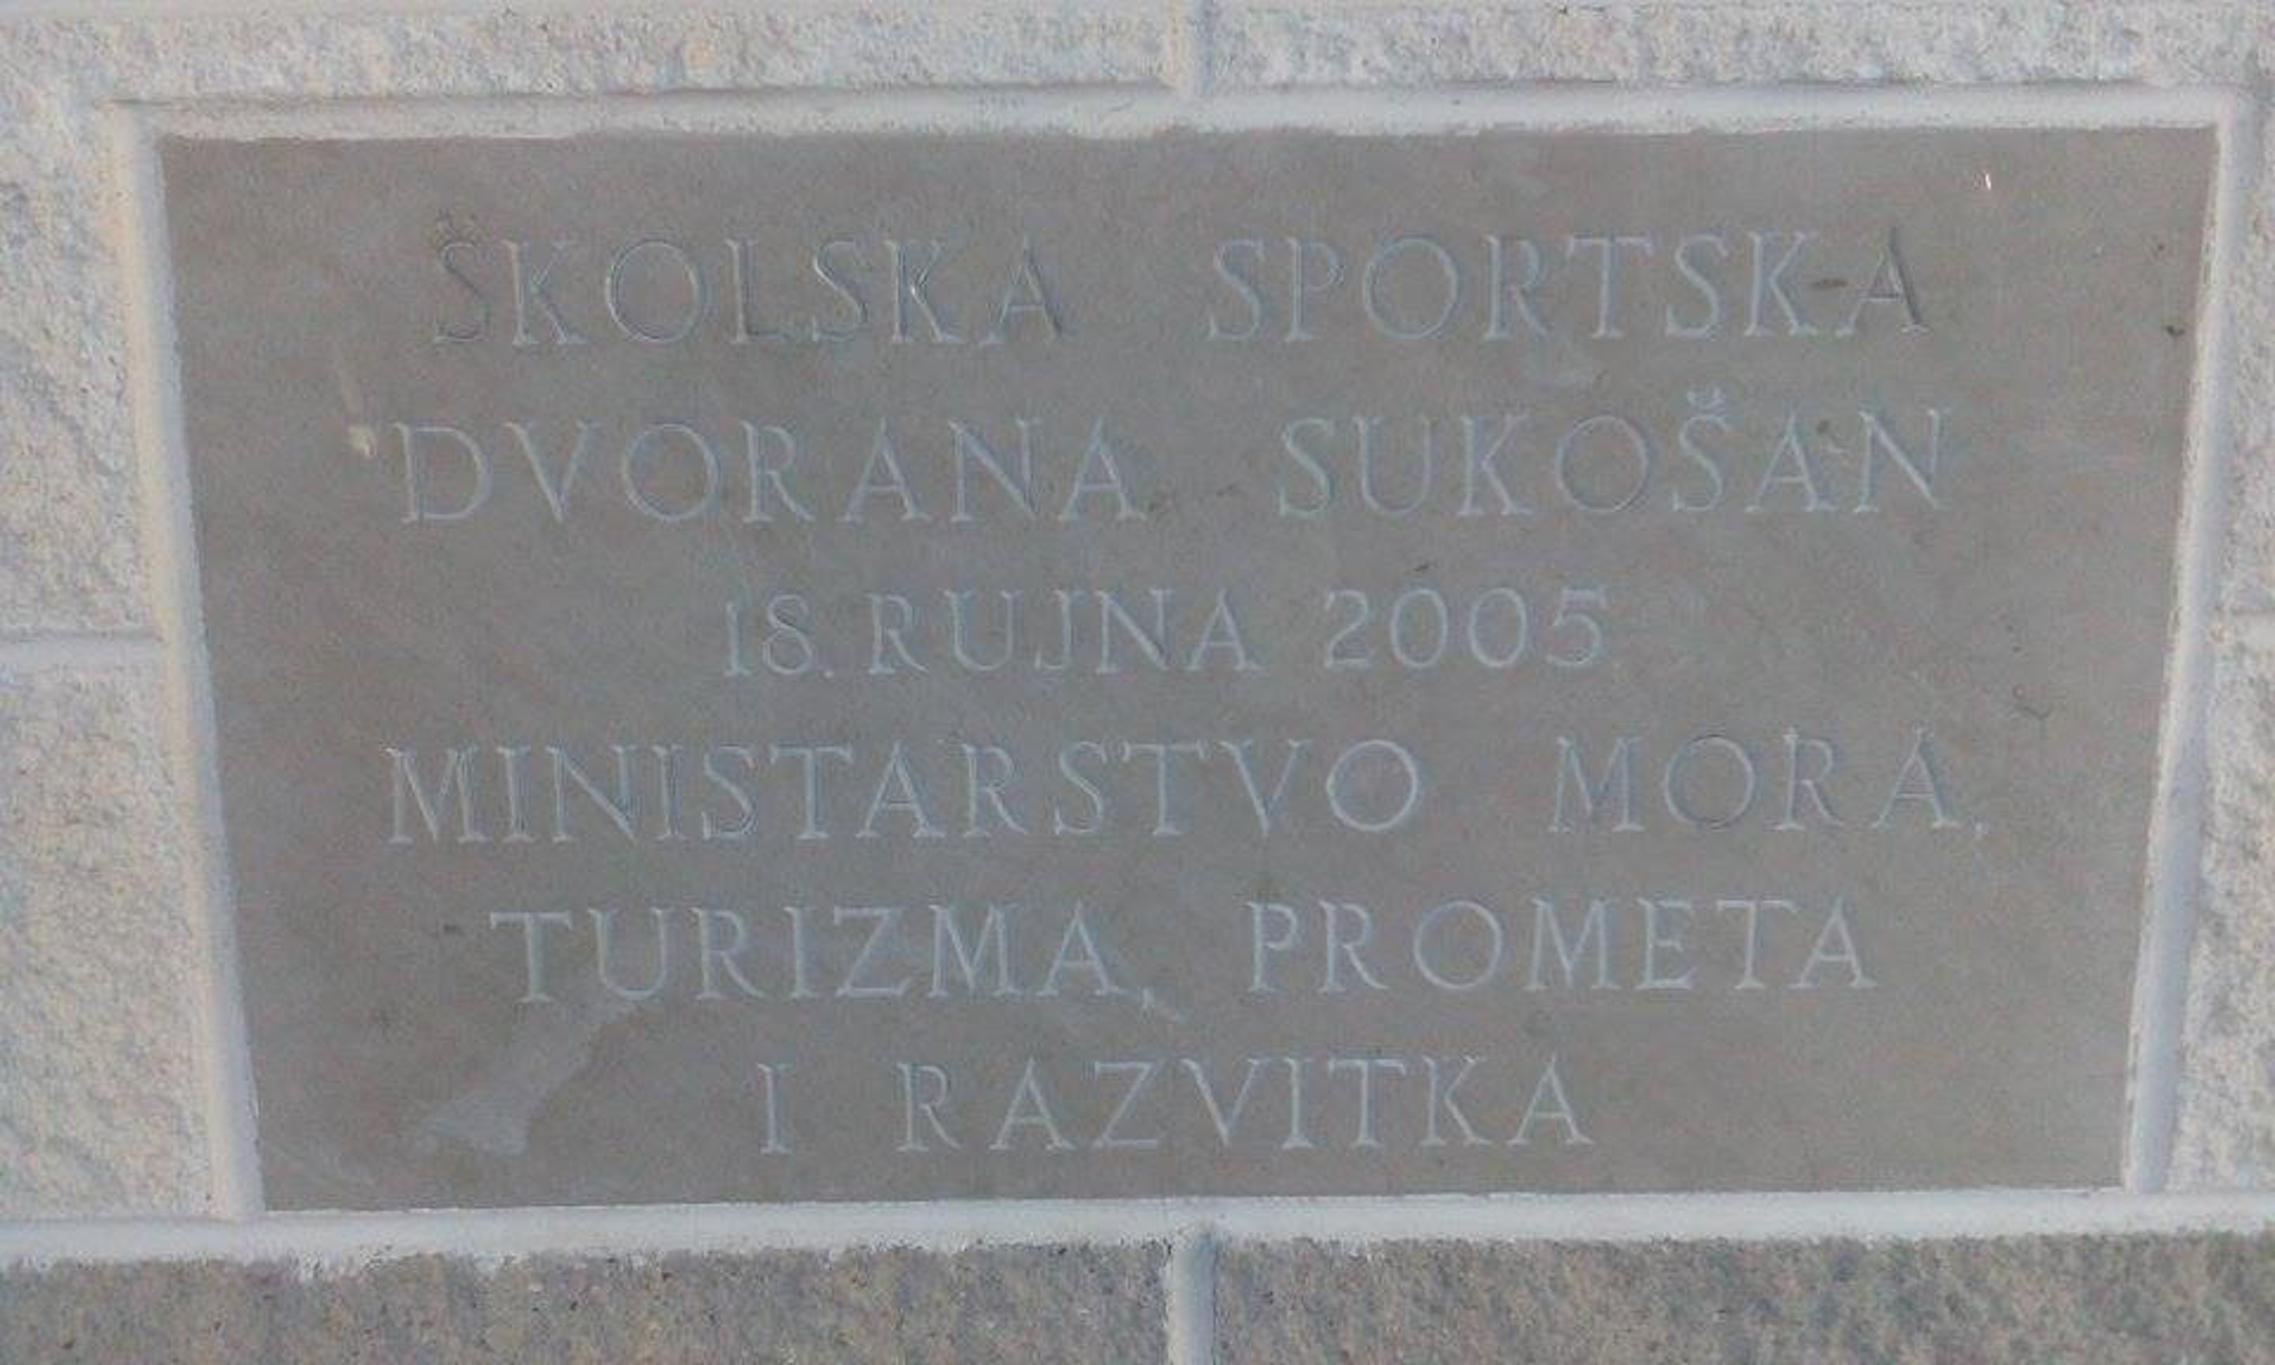 ŠKOLSKA SPORTSKA
DVORANA SUKOŠAN
18. RUJNA 2005
MINISTARSTVO MORA,
TURIZMA, PROMETA
I RAZVITKA